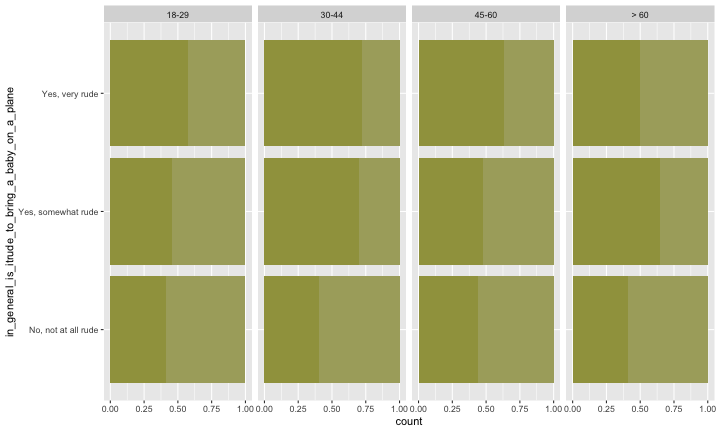 18-29 30-44 45-60 > 60
in_general_is_itrude_to_bring_a_baby_on_a_plane
Yes, very rude
Yes, somewhat rude
No, not at all rude
0.00 0.25 0.50 0.75 1.00 0.00 0.25 0.50 0.75 1.00 0.00 0.25 0.50 0.75 1.00 0.00 0.25 0.50 0.75 1.00
count